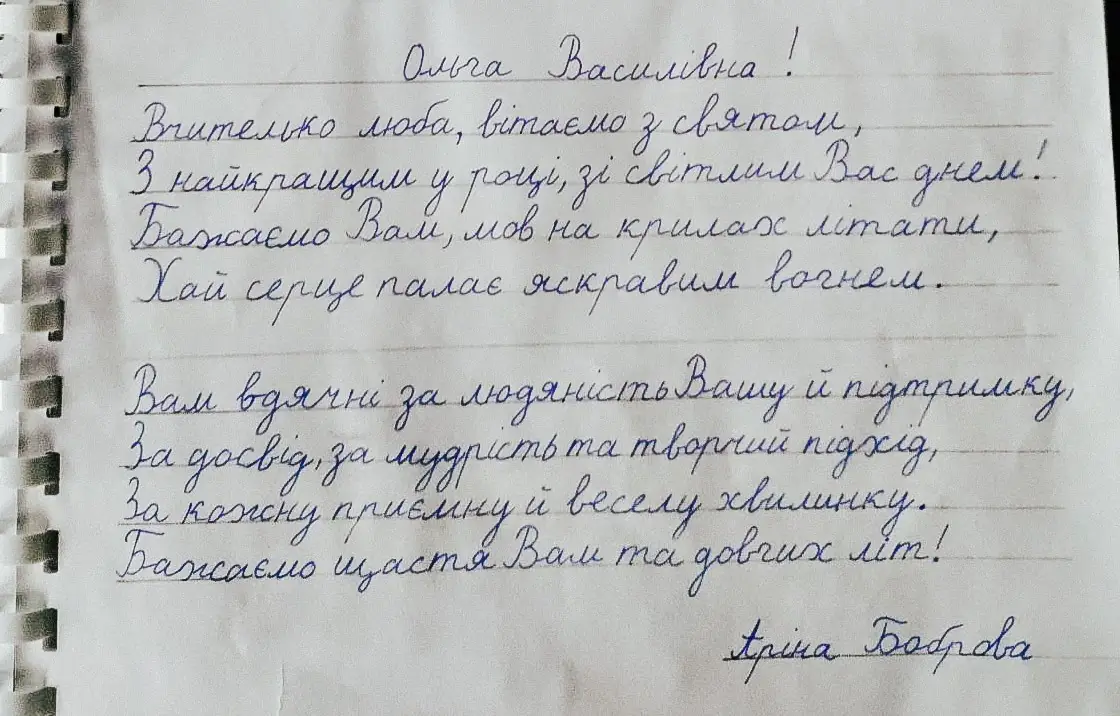 Ольга Василівна!
Вчителько люба, вітаємо з святом,
З найкращим у році, зі світлим Вас днем!
Бажаємо Вам, мов на крилах літати,
Хай серце палає яскравим вогнем.
Вам вдячні за людяність Вашу й підтримку,
За досвід, за мудрість та творчий підхід,
За кожну приємну й веселу хвилинку.
Бажаємо щастя Вам та довгих літ!
Аріна Боброва